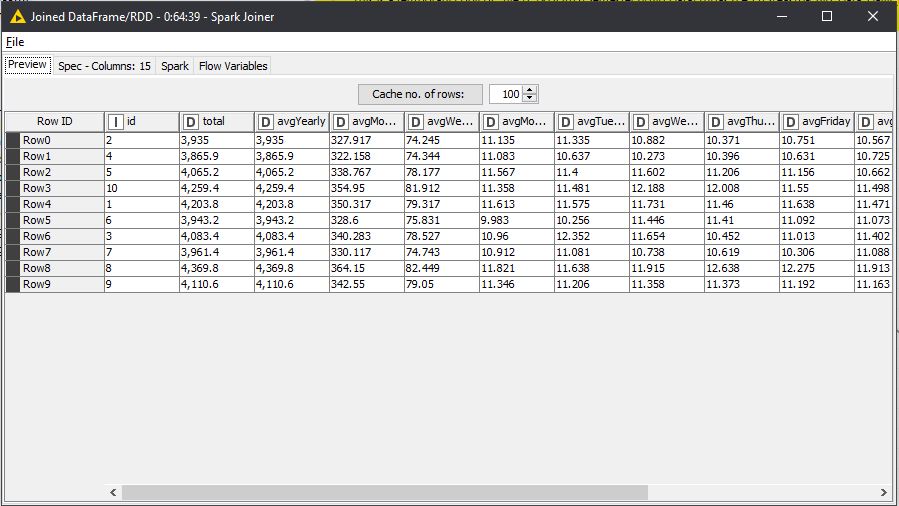 Joined DataFrame/RDD - 0:64:39 - Spark Joiner
File
Preview Spec - Columns: 15 Spark Flow Variables
Cache no. of rows: 100
Row ID I id D total D avgYearly D avgMo... D avgWe... D avgMo... D avgTue... D avgWe... D avgThu... D avgFriday D avg
Row0 2 3,935 3,935 327.917 74.245 11.135 11.335 10.882 10.371 10.751 10.567
Row1 4 3,865.9 3,865.9 322.158 74.344 11.083 10.637 10.273 10.396 10.631 10.725
Row2 5 4,065.2 4,065.2 338.767 78.177 11.567 11.4 11.602 11.206 11.156 10.662
Row3 10 4,259.4 4,259.4 354.95 81.912 11.358 11.481 12.188 12.008 11.55 11.498
Row4 1 4,203.8 4,203.8 350.317 79.317 11.613 11.575 11.731 11.46 11.638 11.471
Row5 6 3,943.2 3,943.2 328.6 75.831 9.983 10.256 11.446 11.41 11.092 11.073
Row6 3 4,083.4 4,083.4 340.283 78.527 10.96 12.352 11.654 10.452 11.013 11.402
Row7 7 3,961.4 3,961.4 330.117 74.743 10.912 11.081 10.738 10.619 10.306 11.088
Row8 8 4,369.8 4,369.8 364.15 82.449 11.821 11.638 11.915 12.638 12.275 11.913
Row9 9 4,110.6 4,110.6 342.55 79.05 11.346 11.206 11.358 11.373 11.192 11.163